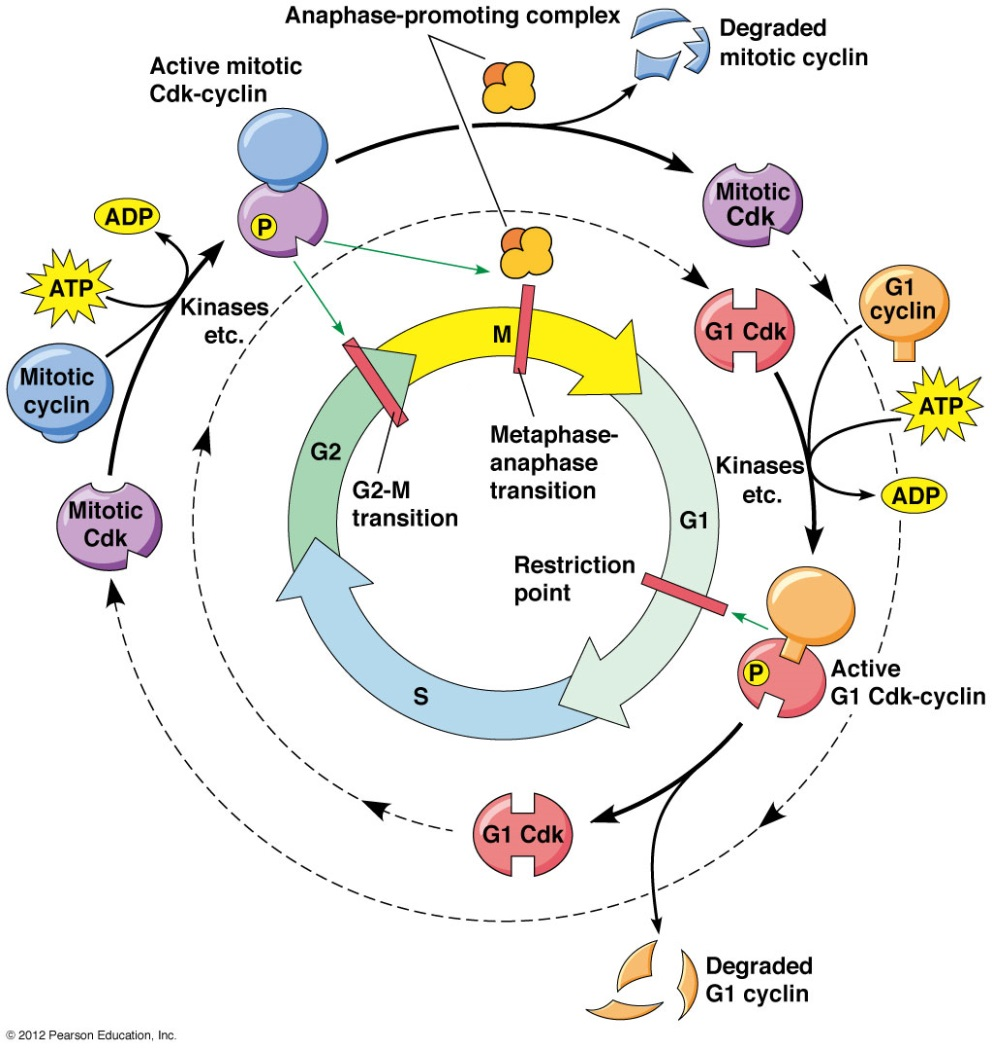 Anaphase-promoting complex
Degraded
mitotic cyclin
Active mitotic
Cdk-cyclin
Mitotic
Cdk
ADP
P
ATP
Kinases
etc.
G1
cyclin
M
G1 Cdk
Mitotic
cyclin
ATP
Metaphase-
anaphase
transition
G2
Kinases
etc.
G2-M
transition
ADP
Mitotic
Cdk
G1
Restriction
point
P
Active
G1 Cdk-cyclin
S
G1 Cdk
Degraded
G1 cyclin
© 2012 Pearson Education, Inc.